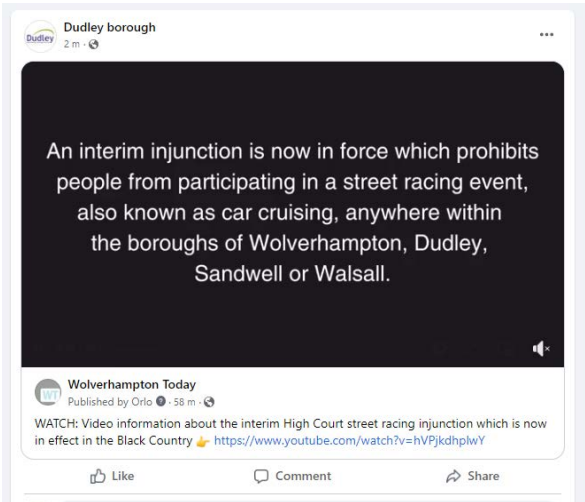 Dudley
Dudley borough
2 m ·
An interim injunction is now in force which prohibits
people from participating in a street racing event,
also known as car cruising, anywhere within
the boroughs of Wolverhampton, Dudley,
Sandwell or Walsall.
WT
Wolverhampton Today
Published by Orlo · 58 m ·
WATCH: Video information about the interim High Court street racing injunction which is now
in effect in the Black Country 👉 https://www.youtube.com/watch?v=hVPjkdhplwY
Like
Comment
Share